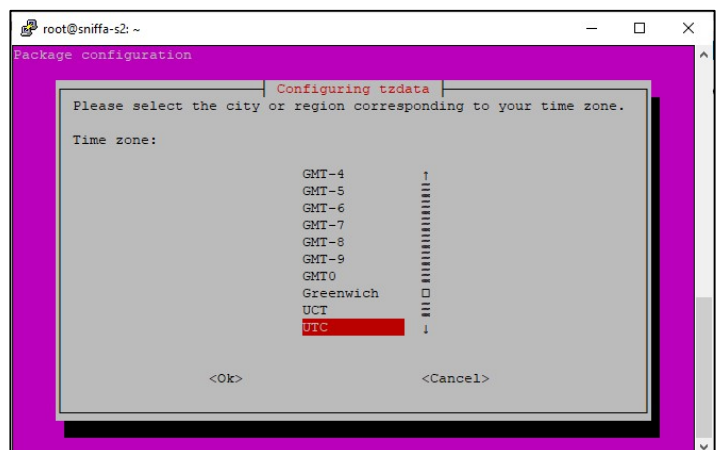 root@sniffa-s2: ~
Package configuration
Configuring tzdata
Please select the city or region corresponding to your time zone.
Time zone:
GMT-4
GMT-5
GMT-6
GMT-7
GMT-8
GMT-9
GMT0
Greenwich
UCT
UTC
<Ok> <Cancel>